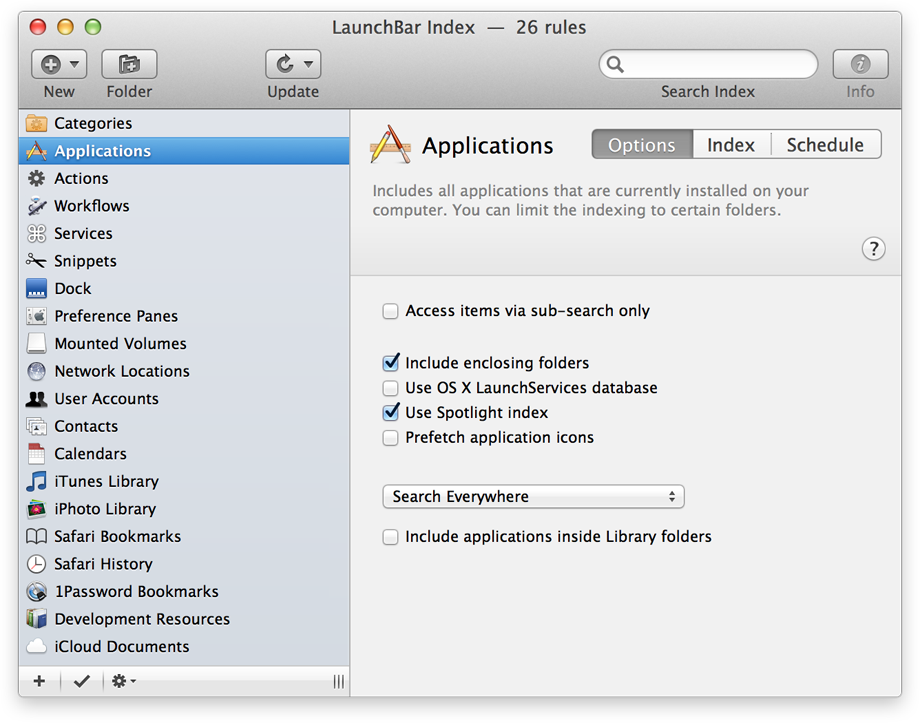 LaunchBar Index — 26 rules
New
Folder
Update
Search Index
Info
Categories
Applications
Actions
Workflows
Services
Snippets
Dock
Preference Panes
Mounted Volumes
Network Locations
User Accounts
Contacts
Calendars
iTunes Library
iPhoto Library
Safari Bookmarks
Safari History
1Password Bookmarks
Development Resources
iCloud Documents
Applications
Options
Index
Schedule
Includes all applications that are currently installed on your
computer. You can limit the indexing to certain folders.
?
Access items via sub-search only
Include enclosing folders
Use OS X LaunchServices database
Use Spotlight index
Prefetch application icons
Search Everywhere
Include applications inside Library folders